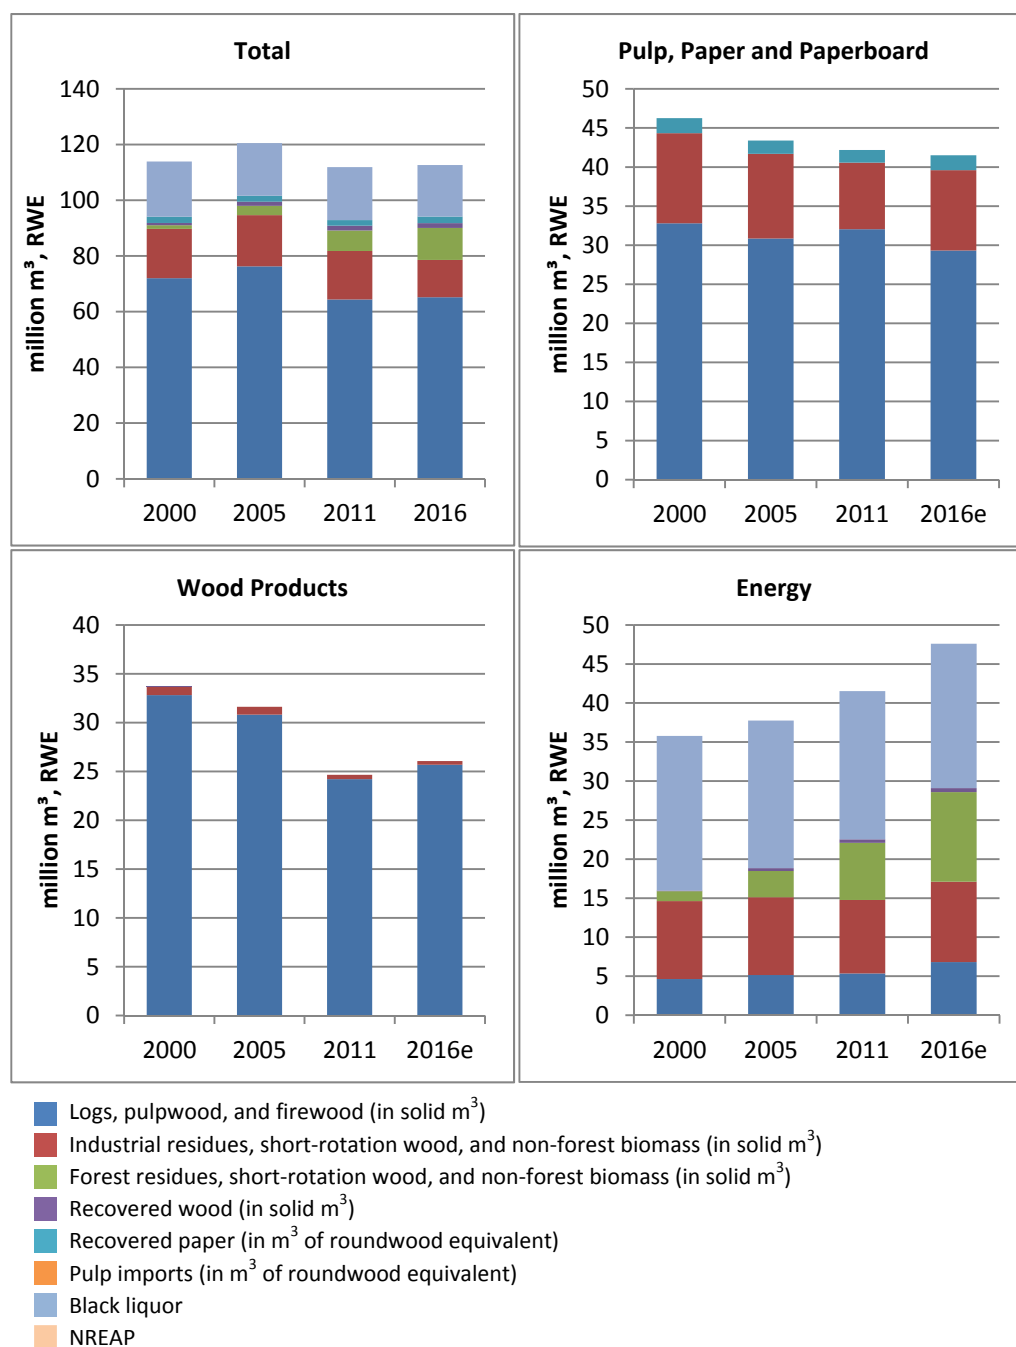 Total
million m³, RWE
140
120
100
80
60
40
20
0
2000 2005 2011 2016
Pulp, Paper and Paperboard
million m³, RWE
50
45
40
35
30
25
20
15
10
5
0
2000 2005 2011 2016e
Wood Products
million m³, RWE
40
35
30
25
20
15
10
5
0
2000 2005 2011 2016e
Energy
million m³, RWE
50
45
40
35
30
25
20
15
10
5
0
2000 2005 2011 2016e
Logs, pulpwood, and firewood (in solid m³)
Industrial residues, short-rotation wood, and non-forest biomass (in solid m³)
Forest residues, short-rotation wood, and non-forest biomass (in solid m³)
Recovered wood (in solid m³)
Recovered paper (in m³ of roundwood equivalent)
Pulp imports (in m³ of roundwood equivalent)
Black liquor
NREAP